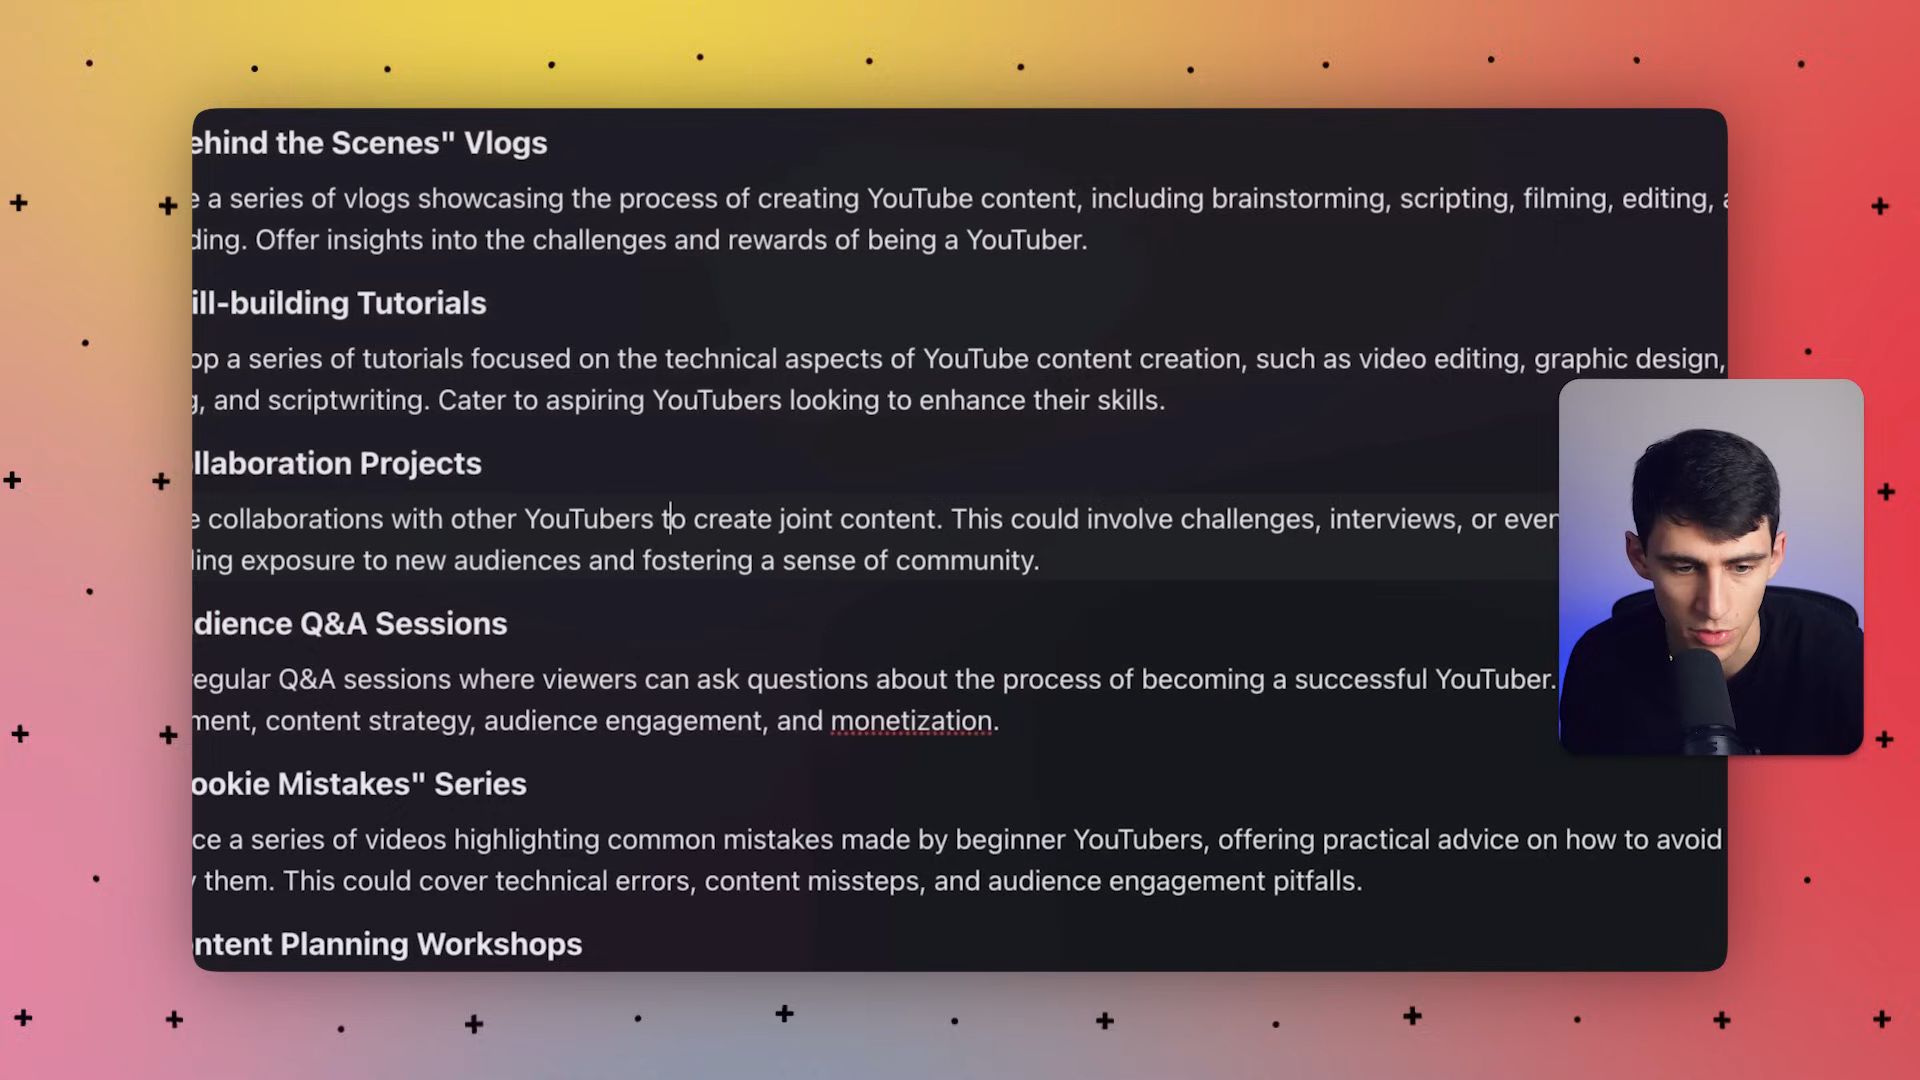 ehind the Scenes" Vlogs
a series of vlogs showcasing the process of creating YouTube content, including brainstorming, scripting, filming, editing,
ding. Offer insights into the challenges and rewards of being a YouTuber.
ill-building Tutorials
op a series of tutorials focused on the technical aspects of YouTube content creation, such as video editing, graphic design,
g, and scriptwriting. Cater to aspiring YouTubers looking to enhance their skills.
llaboration Projects
e collaborations with other YouTubers to create joint content. This could involve challenges, interviews, or even
ling exposure to new audiences and fostering a sense of community.
dience Q&A Sessions
regular Q&A sessions where viewers can ask questions about the process of becoming a successful YouTuber.
ment, content strategy, audience engagement, and monetization.
ookie Mistakes" Series
ce a series of videos highlighting common mistakes made by beginner YouTubers, offering practical advice on how to avoid
them. This could cover technical errors, content missteps, and audience engagement pitfalls.
ntent Planning Workshops